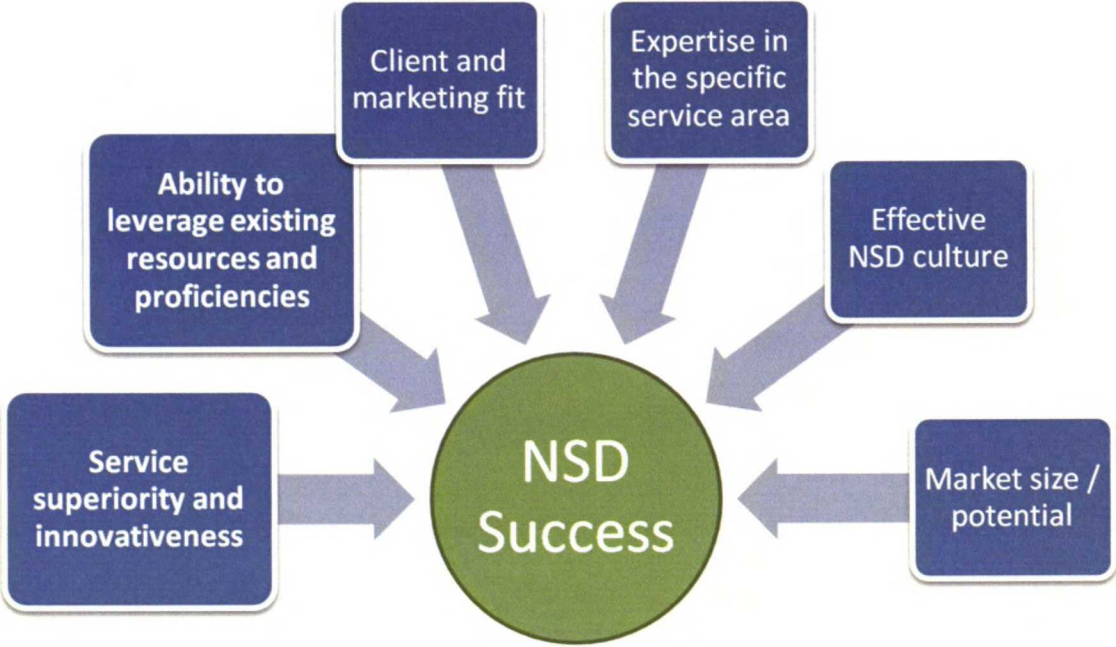 Client and
marketing fit
Expertise in
the specific
service area
Ability to
leverage existing
resources and
proficiencies
Effective
NSD culture
Service
superiority and
innovativeness
NSD
Success
Market size /
potential